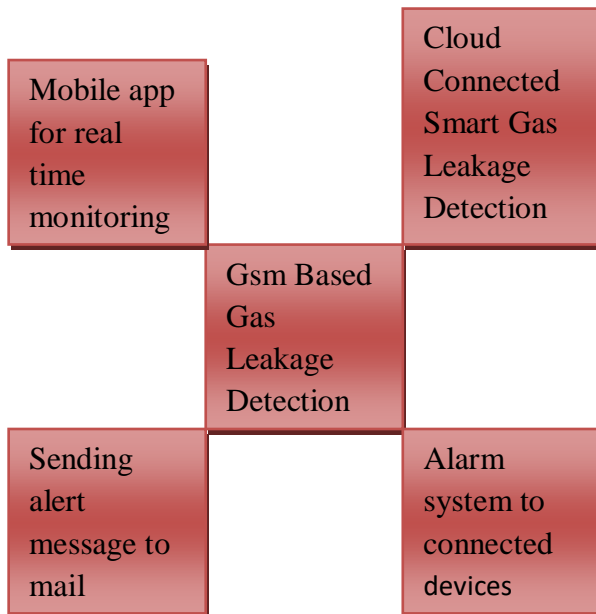 Mobile app
for real
time
monitoring
Cloud
Connected
Smart Gas
Leakage
Detection
Gsm Based
Gas
Leakage
Detection
Sending
alert
message to
mail
Alarm
system to
connected
devices